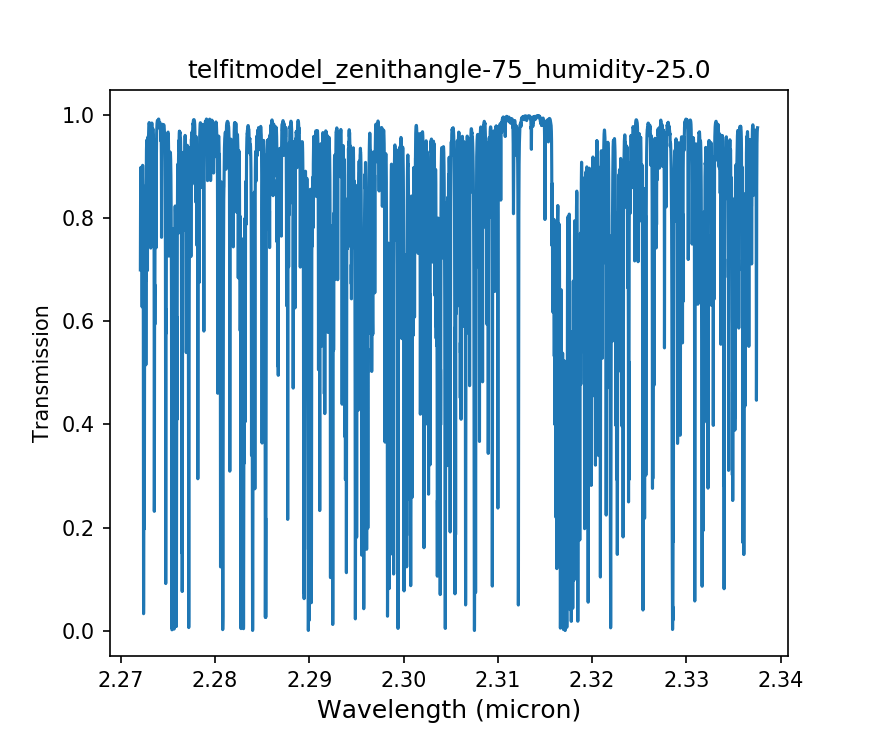 telfitmodel_zenithangle-75_humidity-25.0
1.0
0.8
0.6
0.4
0.2
0.0
Transmission
2.27 2.28 2.29 2.30 2.31 2.32 2.33 2.34
Wavelength (micron)